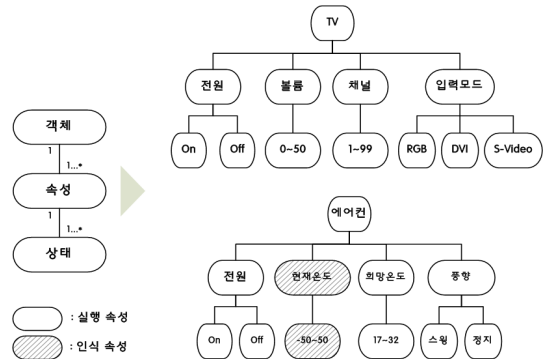 TV
전원
볼륨
채널
입력모드
On
Off
0~50
1~99
RGB
DVI
S-Video
객체
1
1...*
속성
1
1...*
상태
에어컨
전원
현재온도
희망온도
풍향
On
Off
-50~50
17~32
스윙
정지
: 실행 속성
: 인식 속성